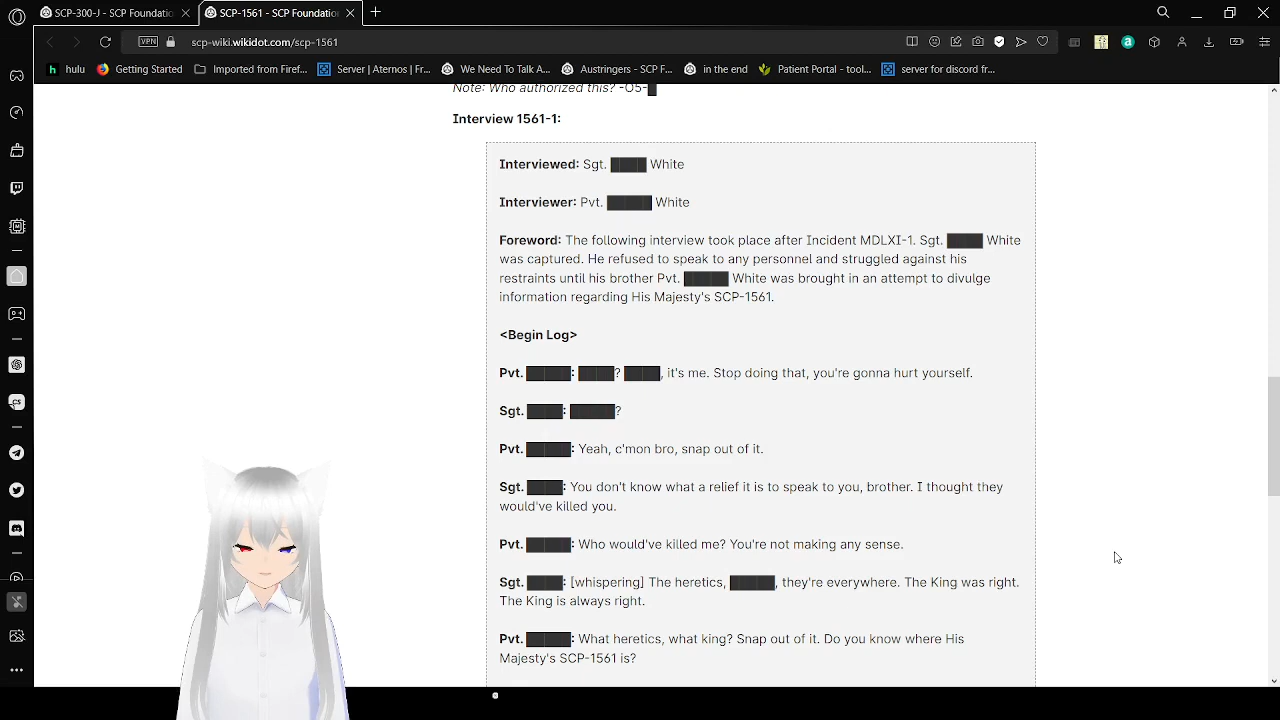 SCP-300-J - SCP Foundatio
SCP-1561 - SCP Foundation
VPN
scp-wiki.wikidot.com/scp-1561
a
h hulu
Getting Started
Imported from Firef...
Server | Aternos | Fr...
We Need To Talk A...
Austringers - SCP F...
in the end
Patient Portal - tool...
server for discord fr...
Note: Who authorized this? -O5-█
Interview 1561-1:
Interviewed: Sgt. ████ White
Interviewer: Pvt. █████ White
Foreword: The following interview took place after Incident MDLXI-1. Sgt. ████ White
was captured. He refused to speak to any personnel and struggled against his
restraints until his brother Pvt. █████ White was brought in an attempt to divulge
information regarding His Majesty's SCP-1561.
<Begin Log>
Pvt. █████: ████? ████, it's me. Stop doing that, you're gonna hurt yourself.
Sgt. ████: █████?
Pvt. █████: Yeah, c'mon bro, snap out of it.
Sgt. ████: You don't know what a relief it is to speak to you, brother. I thought they
would've killed you.
Pvt. █████: Who would've killed me? You're not making any sense.
Sgt. ████: [whispering] The heretics, █████, they're everywhere. The King was right.
The King is always right.
Pvt. █████: What heretics, what king? Snap out of it. Do you know where His
Majesty's SCP-1561 is?